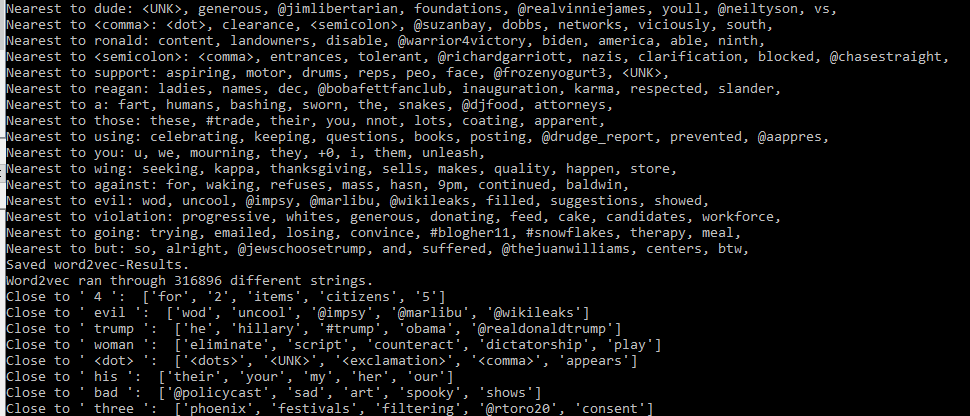 Nearest to dude: <UNK>, generous, @jimlibertarian, foundations, @realvinniejames, youll, @neiltyson, vs,
Nearest to <comma>: <dot>, clearance, <semicolon>, @suzanbay, dobbs, networks, viciously, south,
Nearest to ronald: content, landowners, disable, @warrior4victory, biden, america, able, ninth,
Nearest to <semicolon>: <comma>, entrances, tolerant, @richardgarriott, nazis, clarification, blocked, @chasestraight,
Nearest to support: aspiring, motor, drums, reps, peo, face, @frozenyogurt3, <UNK>,
Nearest to reagan: ladies, names, dec, @bobafettfanclub, inauguration, karma, respected, slander,
Nearest to a: fart, humans, bashing, sworn, the, snakes, @djfood, attorneys,
Nearest to those: these, #trade, their, you, nnot, lots, coating, apparent,
Nearest to using: celebrating, keeping, questions, books, posting, @drudge_report, prevented, @aappres,
Nearest to you: u, we, mourning, they, +0, i, them, unleash,
Nearest to wing: seeking, kappa, thanksgiving, sells, makes, quality, happen, store,
Nearest to against: for, waking, refuses, mass, hasn, 9pm, continued, baldwin,
Nearest to evil: wod, uncool, @impsy, @marlibu, @wikileaks, filled, suggestions, showed,
Nearest to violation: progressive, whites, generous, donating, feed, cake, candidates, workforce,
Nearest to going: trying, emailed, losing, convince, #blogher11, #snowflakes, therapy, meal,
Nearest to but: so, alright, @jewschoosetrump, and, suffered, @thejuanwilliams, centers, btw,
Saved word2vec-Results.
Word2vec ran through 316896 different strings.
Close to ' 4 ':  ['for', '2', 'items', 'citizens', '5']
Close to ' evil ':  ['wod', 'uncool', '@impsy', '@marlibu', '@wikileaks']
Close to ' trump ':  ['he', 'hillary', '#trump', 'obama', '@realdonaldtrump']
Close to ' woman ':  ['eliminate', 'script', 'counteract', 'dictatorship', 'play']
Close to ' <dot> ':  ['<dots>', '<UNK>', '<exclamation>', '<comma>', 'appears']
Close to ' his ':  ['their', 'your', 'my', 'her', 'our']
Close to ' bad ':  ['@policycast', 'sad', 'art', 'spooky', 'shows']
Close to ' three ':  ['phoenix', 'festivals', 'filtering', '@rtoro20', 'consent']